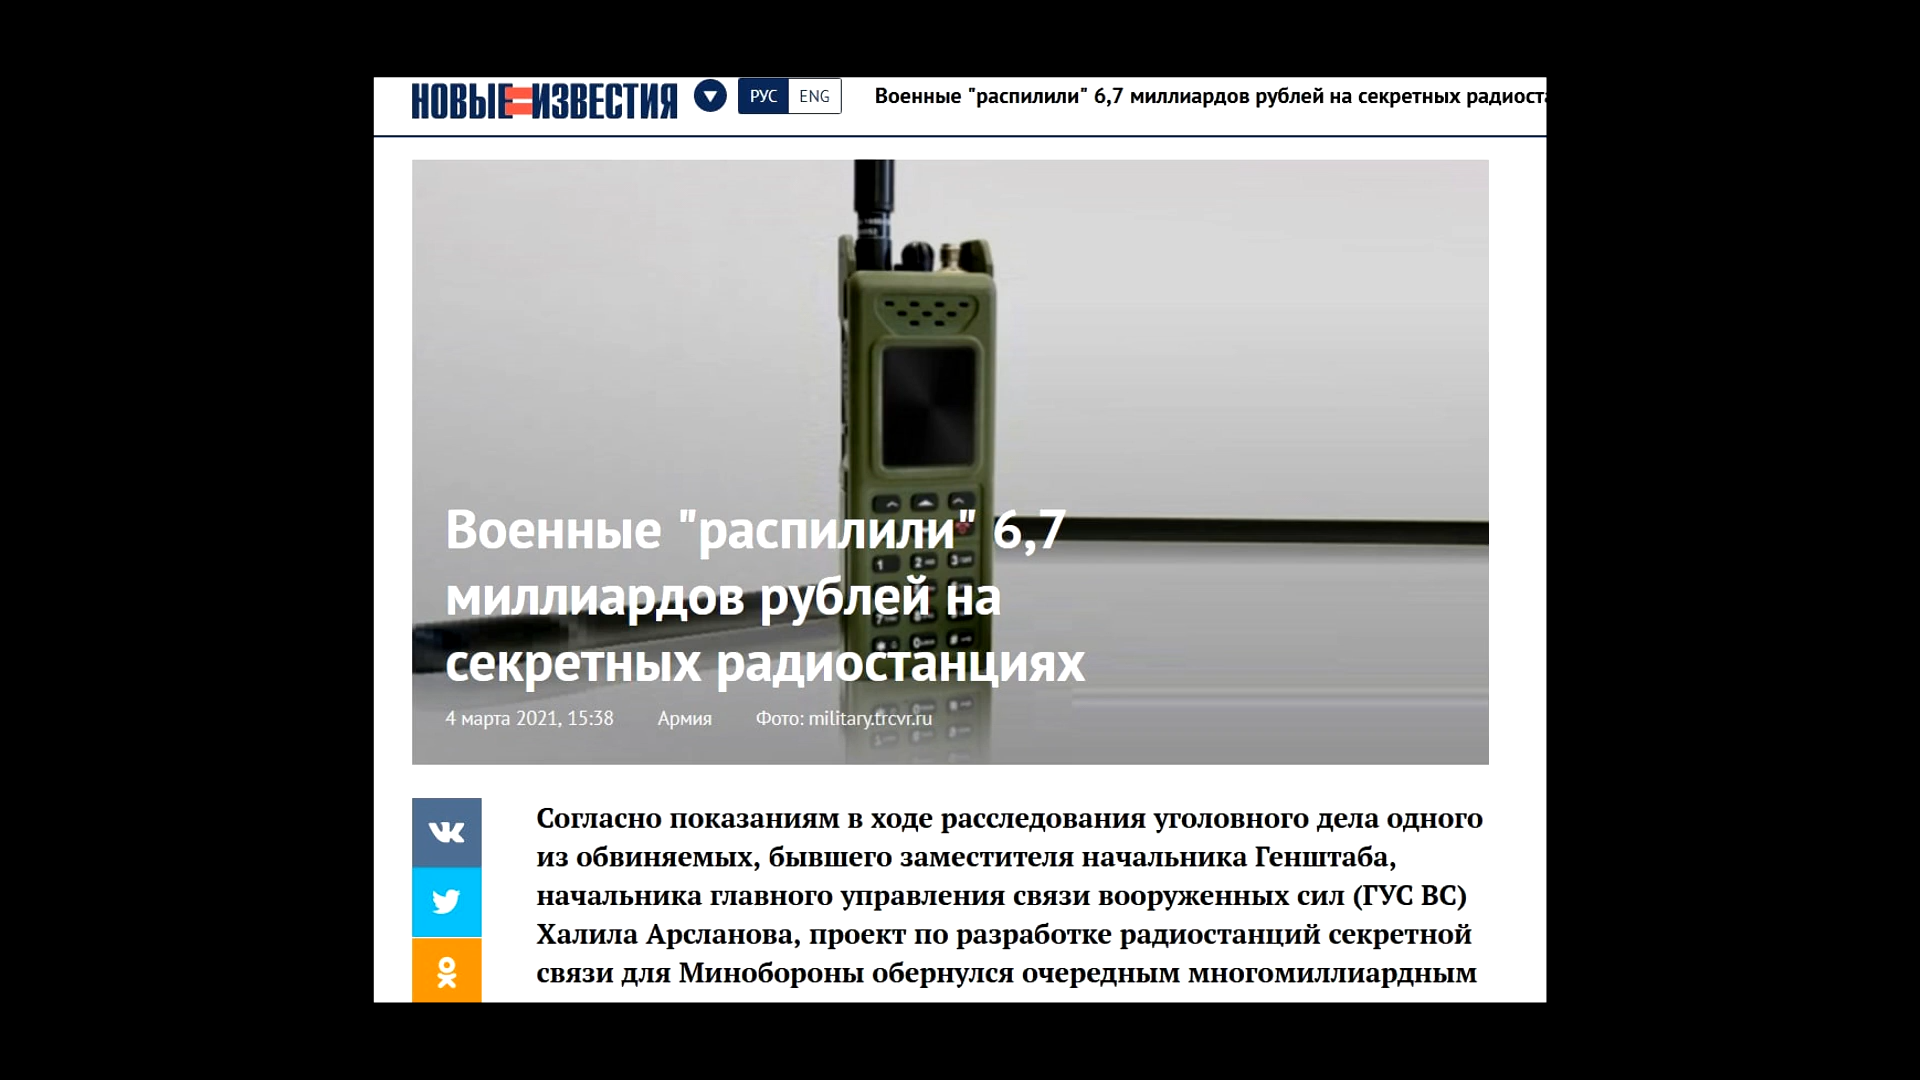 НОВЫЕ ИЗВЕСТИЯ
РУС ENG
Военные "распилили" 6,7 миллиардов рублей на секретных
Военные "распилили" 6,7
миллиардов рублей на
секретных радиостанциях
4 марта 2021, 15:38 Армия Фото: military.trcvr.ru
Согласно показаниям в ходе расследования уголовного дела одного
из обвиняемых, бывшего заместителя начальника Генштаба,
начальника главного управления связи вооруженных сил (ГУС ВС)
Халила Арсланова, проект по разработке радиостанций секретной
связи для Минобороны обернулся очередным многомиллиардным